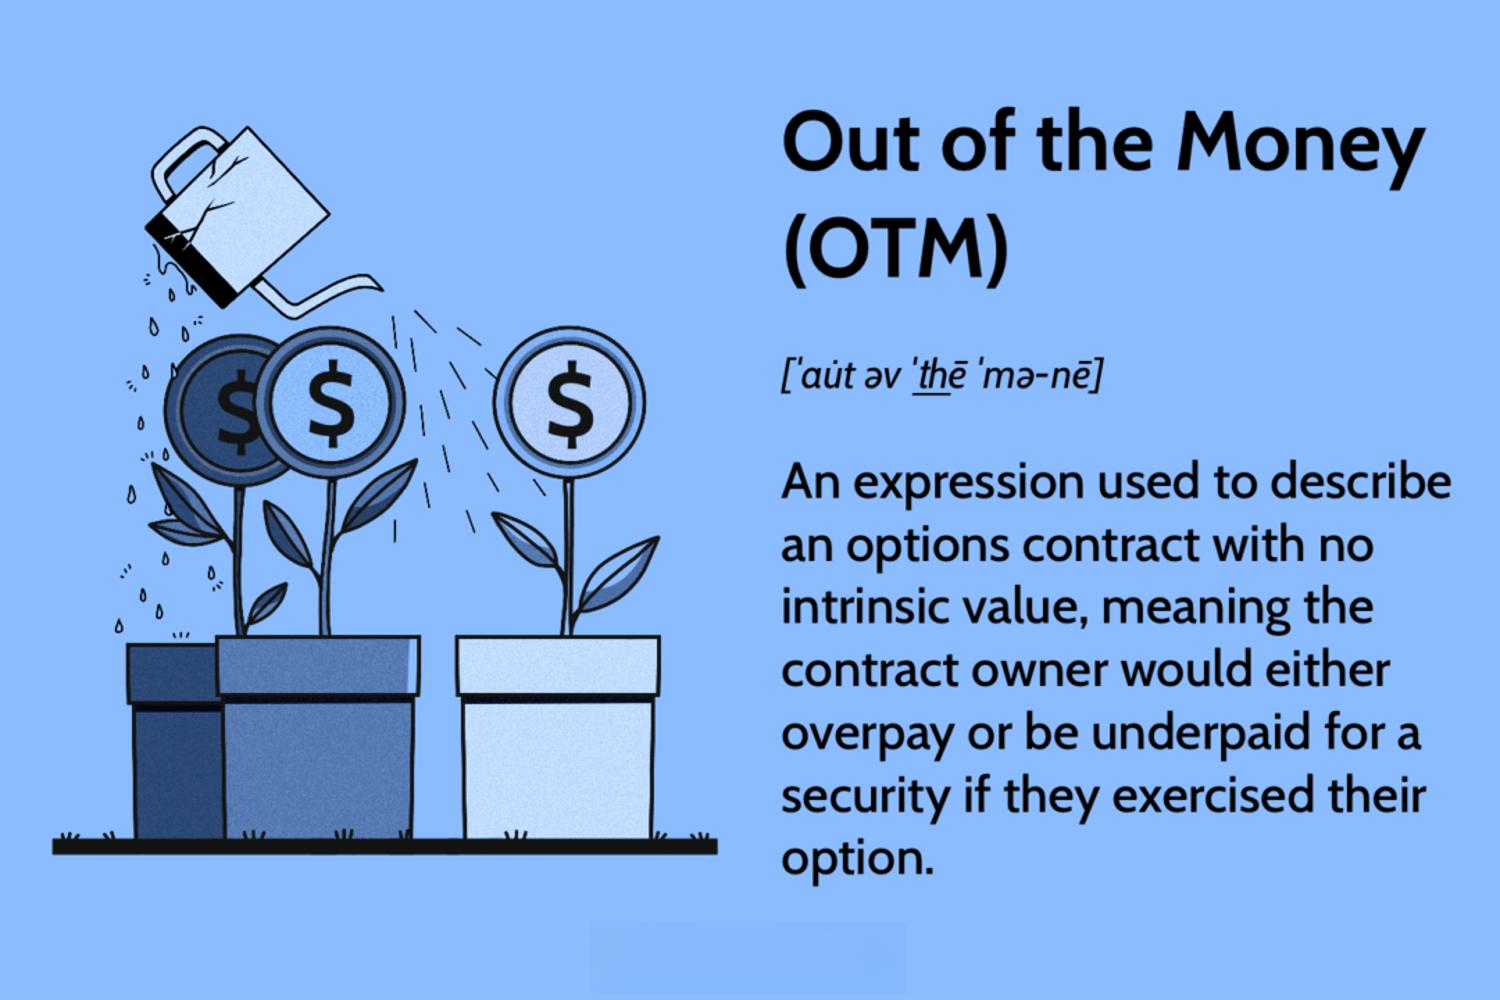 Out of the Money
(OTM)
[ˈau̇t əv ˈt͟hē ˈmə-nē]
An expression used to describe
an options contract with no
intrinsic value, meaning the
contract owner would either
overpay or be underpaid for a
security if they exercised their
option.
$
$
$